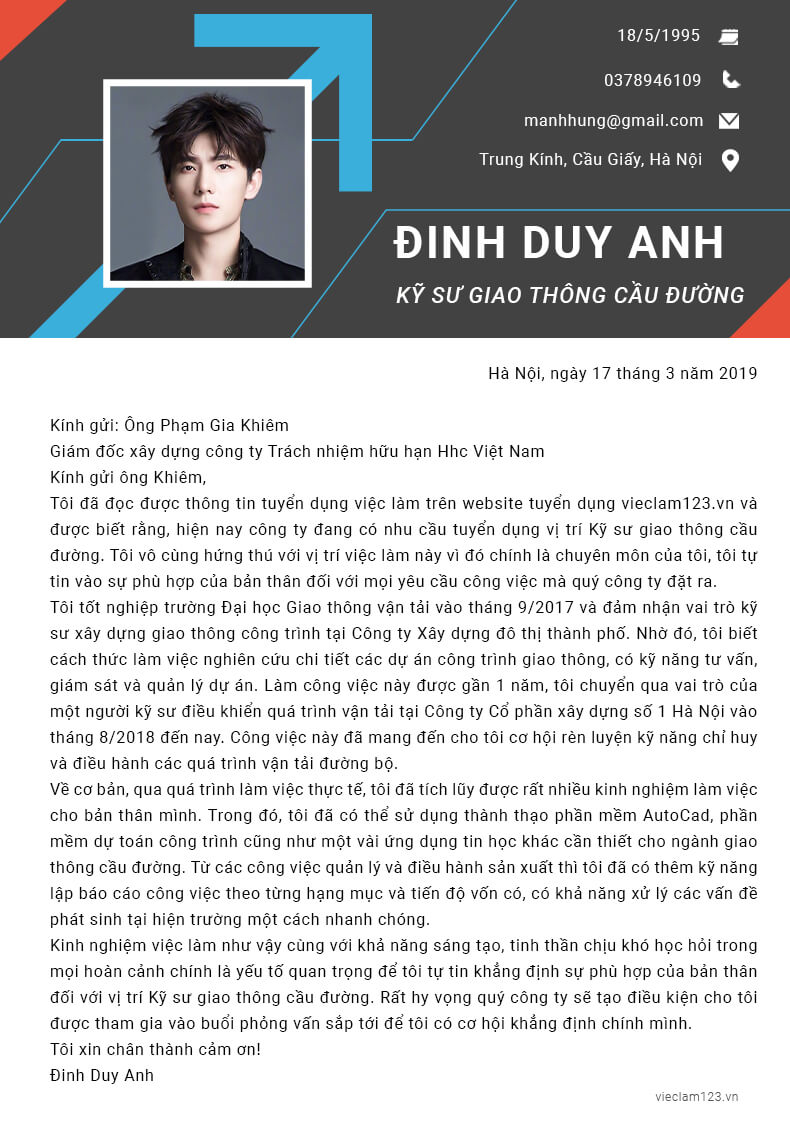 18/5/1995
0378946109
manhhung@gmail.com
Trung Kính, Cầu Giấy, Hà Nội
ĐINH DUY ANH
KỸ SƯ GIAO THÔNG CẦU ĐƯỜNG
Hà Nội, ngày 17 tháng 3 năm 2019
Kính gửi: Ông Phạm Gia Khiêm
Giám đốc xây dựng công ty Trách nhiệm hữu hạn Hhc Việt Nam
Kính gửi ông Khiêm,
Tôi đã đọc được thông tin tuyển dụng việc làm trên website tuyển dụng vieclam123.vn và
được biết rằng, hiện nay công ty đang có nhu cầu tuyển dụng vị trí Kỹ sư giao thông cầu
đường. Tôi vô cùng hứng thú với vị trí việc làm này vì đó chính là chuyên môn của tôi, tôi tự
tin vào sự phù hợp của bản thân đối với mọi yêu cầu công việc mà quý công ty đặt ra.
Tôi tốt nghiệp trường Đại học Giao thông vận tải vào tháng 9/2017 và đảm nhận vai trò kỹ
sư xây dựng giao thông công trình tại Công ty Xây dựng đô thị thành phố. Nhờ đó, tôi biết
cách thức làm việc nghiên cứu chi tiết các dự án công trình giao thông, có kỹ năng tư vấn,
giám sát và quản lý dự án. Làm công việc này được gần 1 năm, tôi chuyển qua vai trò của
một người kỹ sư điều khiển quá trình vận tải tại Công ty Cổ phần xây dựng số 1 Hà Nội vào
tháng 8/2018 đến nay. Công việc này đã mang đến cho tôi cơ hội rèn luyện kỹ năng chỉ huy
và điều hành các quá trình vận tải đường bộ.
Về cơ bản, qua quá trình làm việc thực tế, tôi đã tích lũy được rất nhiều kinh nghiệm làm việc
cho bản thân mình. Trong đó, tôi đã có thể sử dụng thành thạo phần mềm AutoCad, phần
mềm dự toán công trình cũng như một vài ứng dụng tin học khác cần thiết cho ngành giao
thông cầu đường. Từ các công việc quản lý và điều hành sản xuất thì tôi đã có thêm kỹ năng
lập báo cáo công việc theo từng hạng mục và tiến độ vốn có, có khả năng xử lý các vấn đề
phát sinh tại hiện trường một cách nhanh chóng.
Kinh nghiệm việc làm như vậy cùng với khả năng sáng tạo, tinh thần chịu khó học hỏi trong
mọi hoàn cảnh chính là yếu tố quan trọng để tôi tự tin khẳng định sự phù hợp của bản thân
đối với vị trí Kỹ sư giao thông cầu đường. Rất hy vọng quý công ty sẽ tạo điều kiện cho tôi
được tham gia vào buổi phỏng vấn sắp tới để tôi có cơ hội khẳng định chính mình.
Tôi xin chân thành cảm ơn!
Đinh Duy Anh
vieclam123.vn